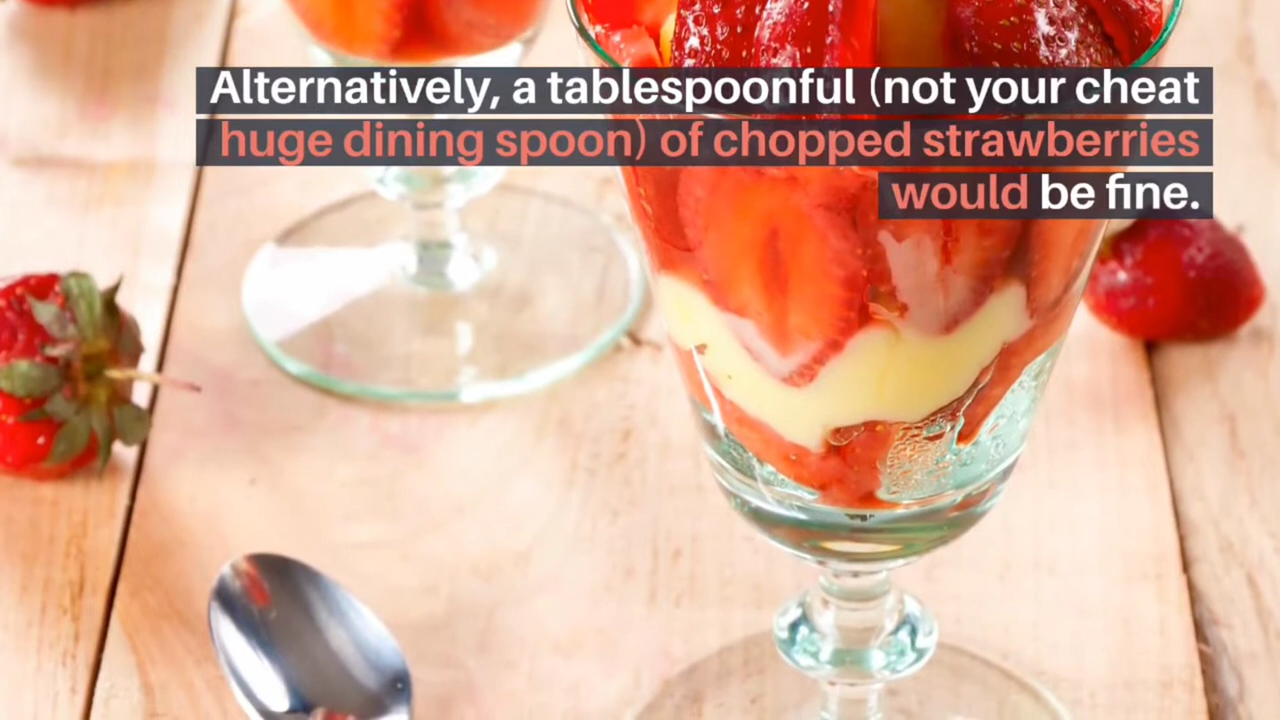 Alternatively, a tablespoonful (not your cheat
huge dining spoon) of chopped strawberries
would be fine.